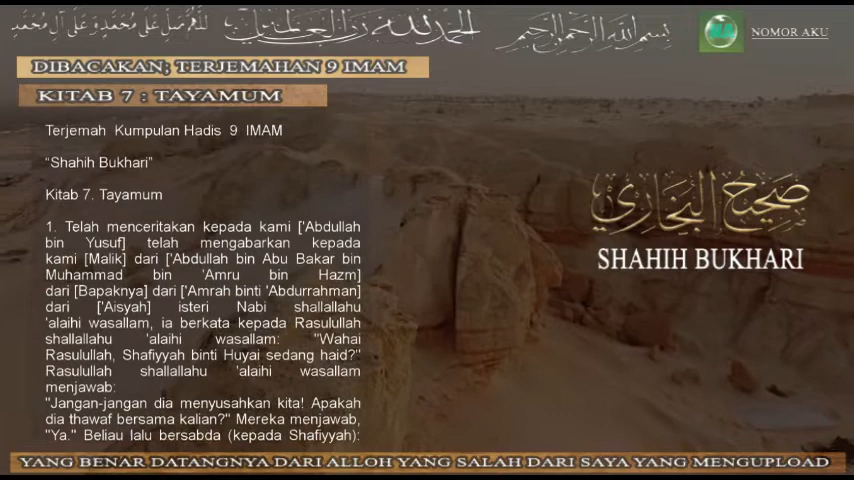 اللهم صل على محمد و على آل محمد
الحمد لله رب العالمين
بسم الله الرحمن الرحيم
NOMOR AKU
DIBACAKAN; TERJEMAHAN 9 IMAM
KITAB 7 : TAYAMUM
Terjemah Kumpulan Hadis 9 IMAM
“Shahih Bukhari”
Kitab 7. Tayamum
1. Telah menceritakan kepada kami ['Abdullah
bin Yusuf] telah mengabarkan kepada
kami [Malik] dari ['Abdullah bin Abu Bakar bin
Muhammad bin 'Amru bin Hazm]
dari [Bapaknya] dari ['Amrah binti 'Abdurrahman]
dari ['Aisyah] isteri Nabi shallallahu
'alaihi wasallam, ia berkata kepada Rasulullah
shallallahu 'alaihi wasallam: "Wahai
Rasulullah, Shafiyyah binti Huyai sedang haid?"
Rasulullah shallallahu 'alaihi wasallam
menjawab:
"Jangan-jangan dia menyusahkan kita! Apakah
dia thawaf bersama kalian?" Mereka menjawab,
"Ya." Beliau lalu bersabda (kepada Shafiyyah):
صَحِيحُ البُخَارِي
SHAHIH BUKHARI
YANG BENAR DATANGNYA DARI ALLOH YANG SALAH DARI SAYA YANG MENGUPLOAD